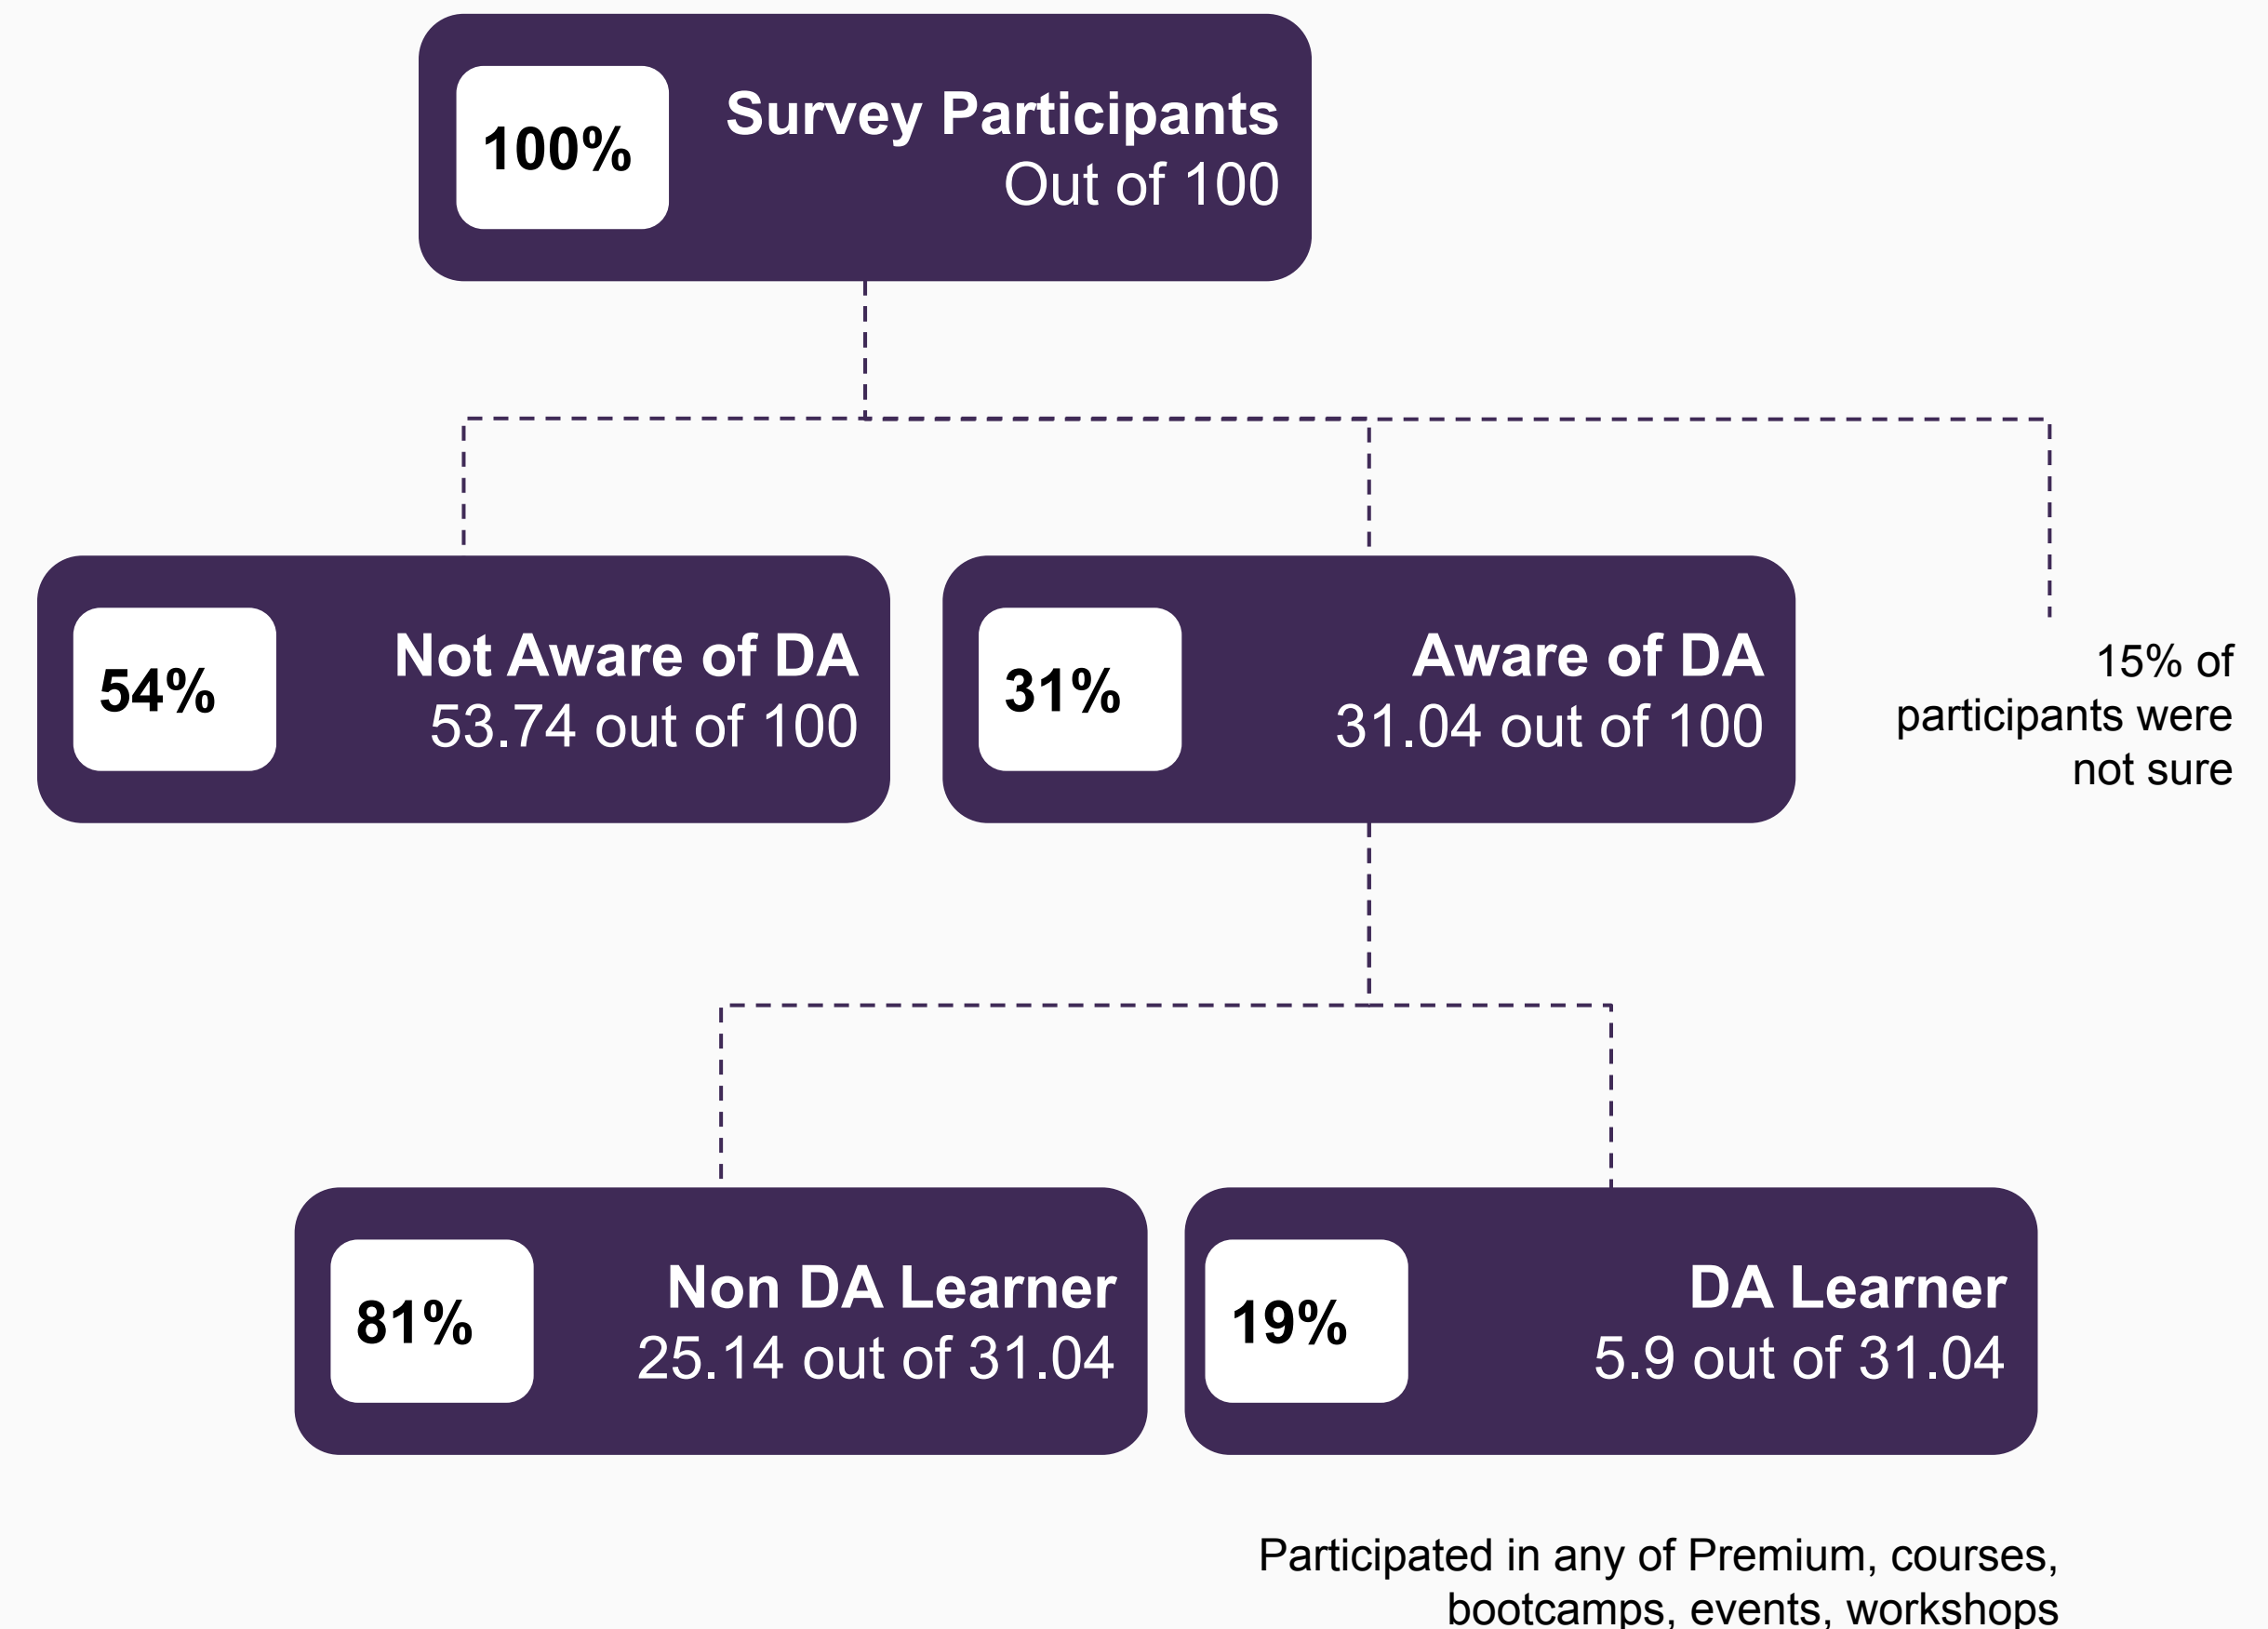 100%
Survey Participants
Out of 100
54%
Not Aware of DA
53.74 out of 100
31%
Aware of DA
31.04 out of 100
15% of
participants were
not sure
81%
Non DA Learner
25.14 out of 31.04
19%
DA Learner
5.9 out of 31.04
Participated in any of Premium, courses,
bootcamps, events, workshops